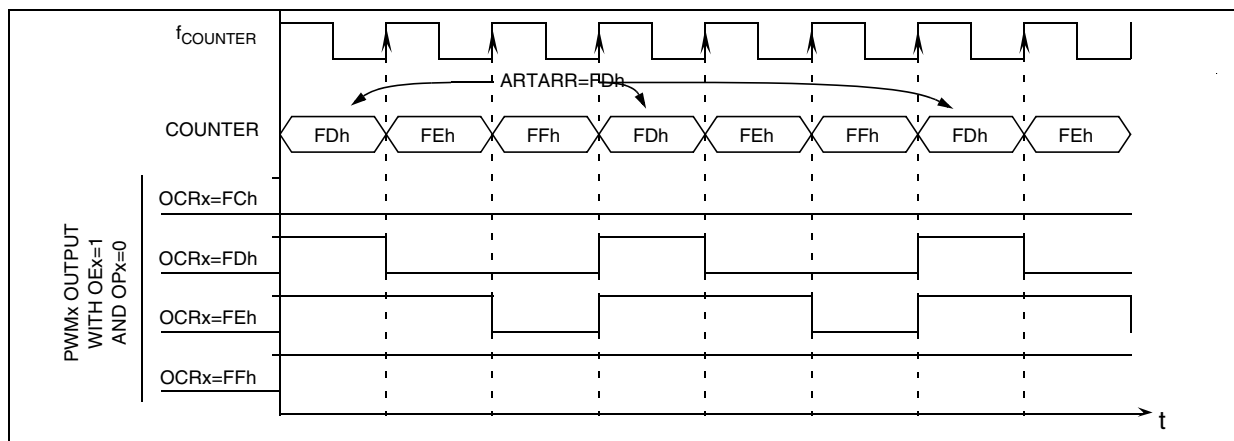 fCOUNTER
ARTARR=FDh
COUNTER
FDh FEh FFh FDh FEh FFh FDh FEh
PWMx OUTPUT
WITH OEx=1
AND OPx=0
OCRx=FCh
OCRx=FDh
OCRx=FEh
OCRx=FFh
t